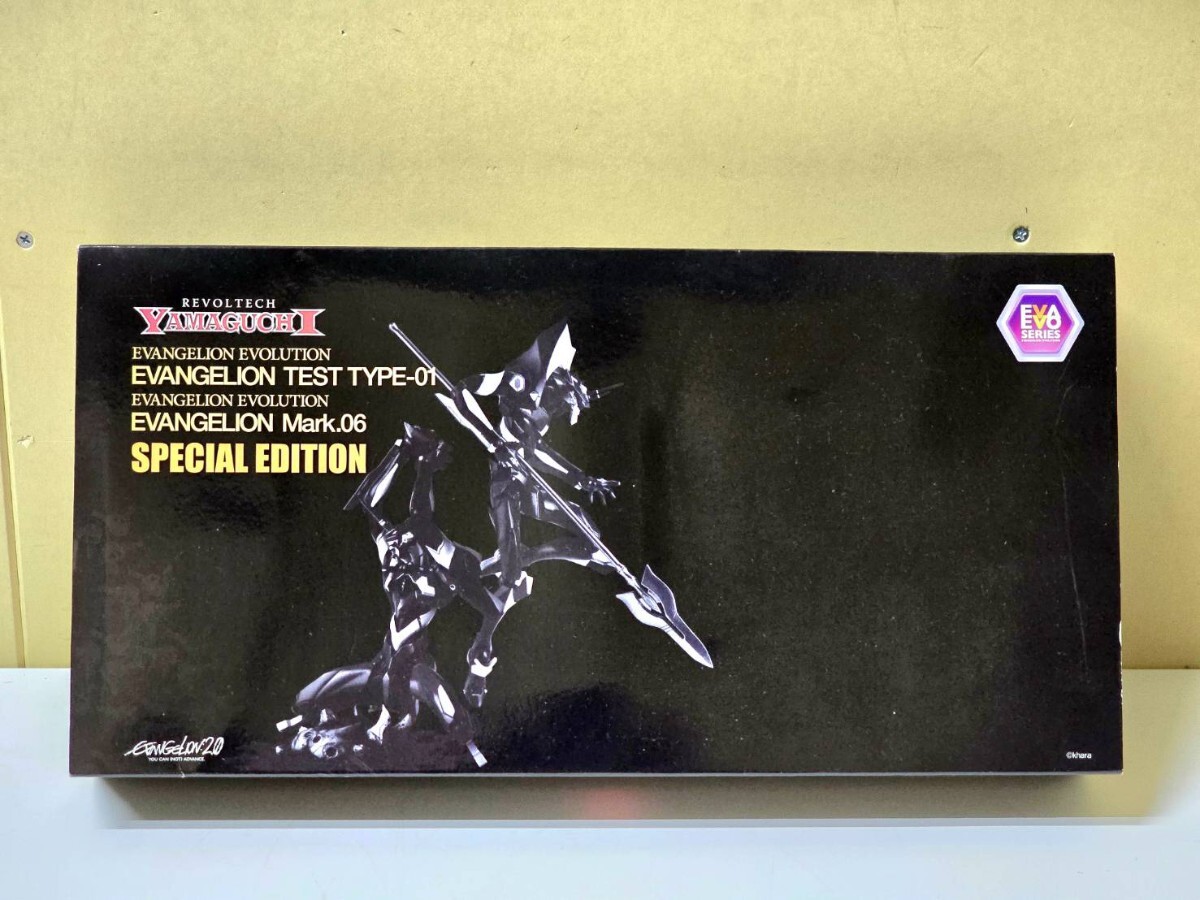 REVOLTECH
YAMAGUCHI
EVANGELION EVOLUTION
EVANGELION TEST TYPE-01
EVANGELION EVOLUTION
EVANGELION Mark.06
SPECIAL EDITION
EVA
EVO
SERIES
EVANGELION:2.0
YOU CAN (NOT) ADVANCE.
©khara